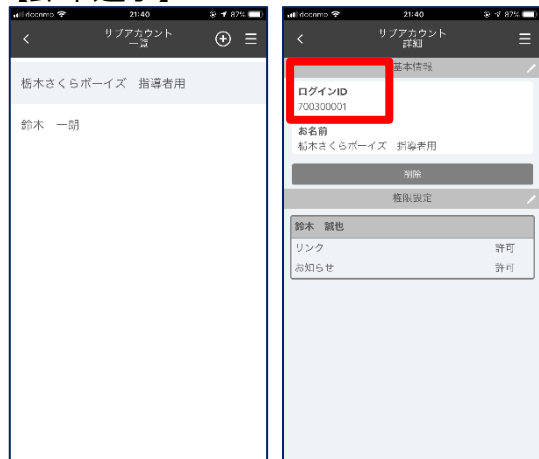 docomo 21:40 87%
サブアカウント
一覧
栃木さくらボーイズ 指導者用
鈴木 一朗
docomo 21:40 87%
サブアカウント
詳細
基本情報
ログインID
700300001
お名前
栃木さくらボーイズ 指導者用
削除
権限設定
鈴木 誠也
リンク 許可
お知らせ 許可